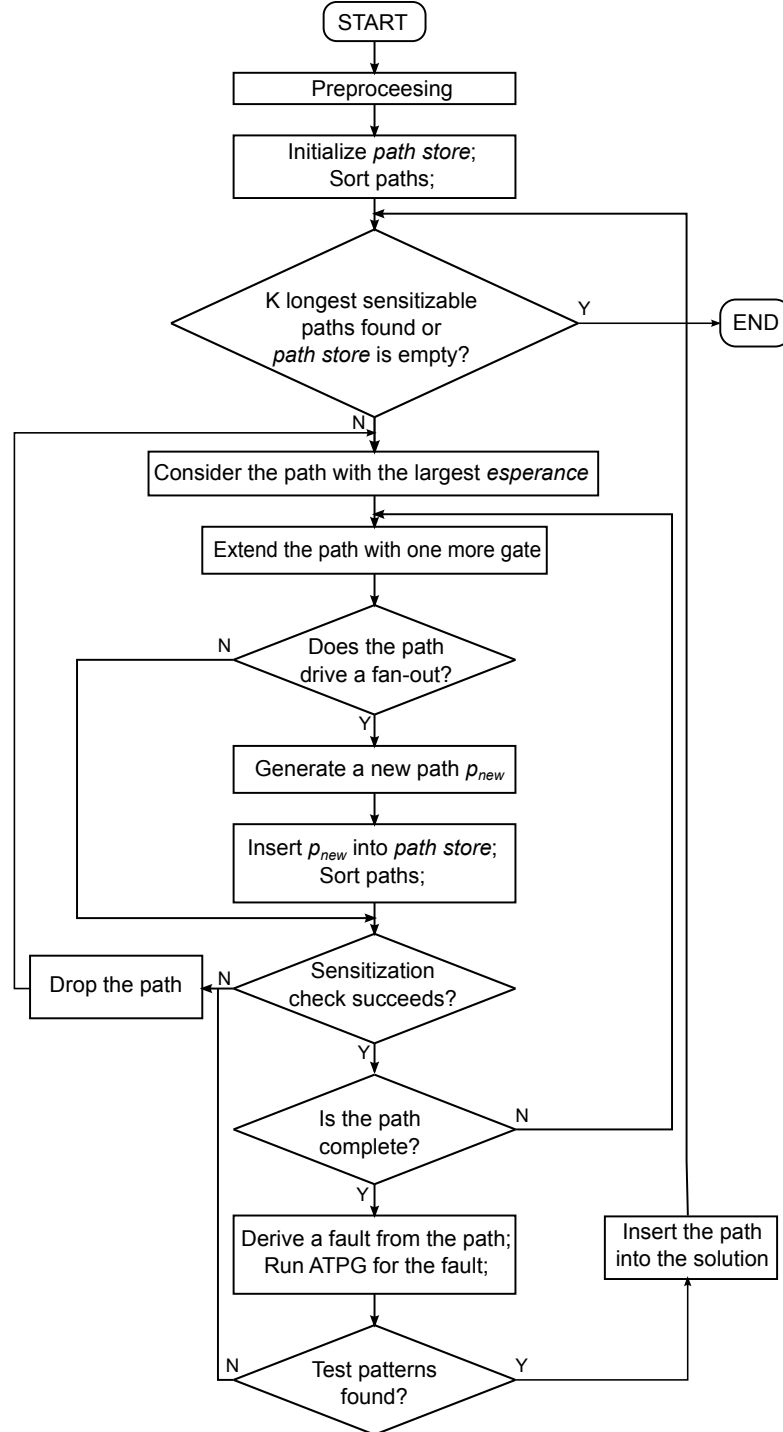 START
Preproceesing
Initialize path store;
Sort paths;
K longest sensitizable
paths found or
path store is empty?
Y
END
N
Consider the path with the largest esperance
Extend the path with one more gate
N
Does the path
drive a fan-out?
Y
Generate a new path pnew
Insert pnew into path store;
Sort paths;
Drop the path
N
Sensitization
check succeeds?
Y
Is the path
complete?
N
Y
Derive a fault from the path;
Run ATPG for the fault;
Insert the path
into the solution
N
Test patterns
found?
Y